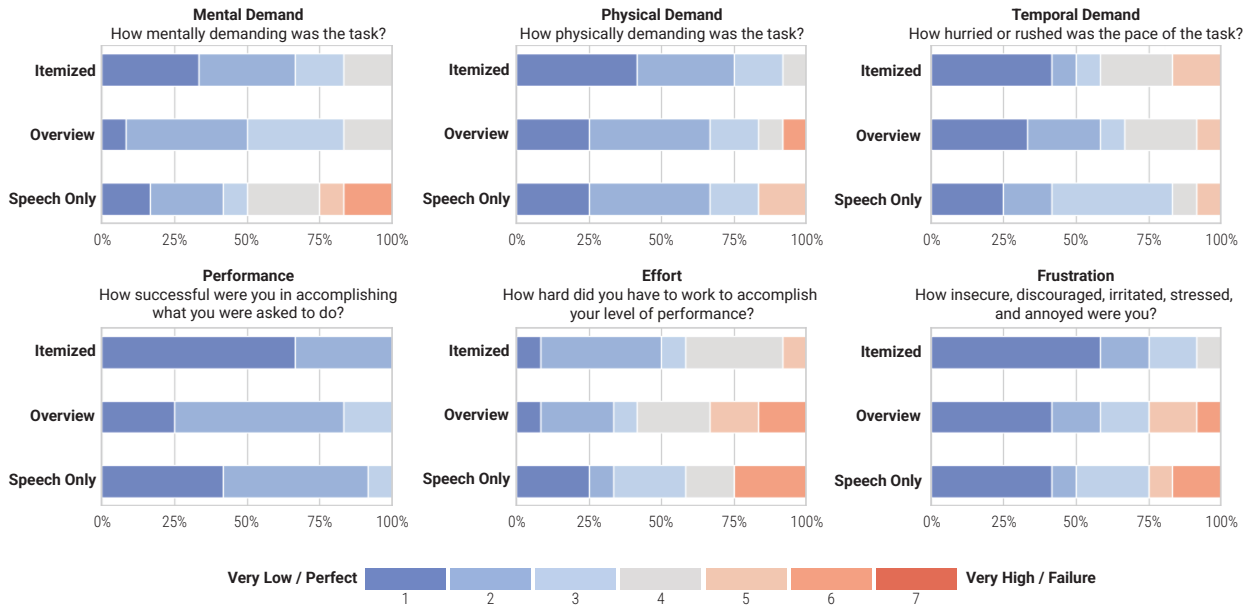 Mental Demand
How mentally demanding was the task?
Itemized
Overview
Speech Only
0% 25% 50% 75% 100%
Physical Demand
How physically demanding was the task?
Itemized
Overview
Speech Only
0% 25% 50% 75% 100%
Temporal Demand
How hurried or rushed was the pace of the task?
Itemized
Overview
Speech Only
0% 25% 50% 75% 100%
Performance
How successful were you in accomplishing
what you were asked to do?
Itemized
Overview
Speech Only
0% 25% 50% 75% 100%
Effort
How hard did you have to work to accomplish
your level of performance?
Itemized
Overview
Speech Only
0% 25% 50% 75% 100%
Frustration
How insecure, discouraged, irritated, stressed,
and annoyed were you?
Itemized
Overview
Speech Only
0% 25% 50% 75% 100%
Very Low / Perfect Very High / Failure
1 2 3 4 5 6 7